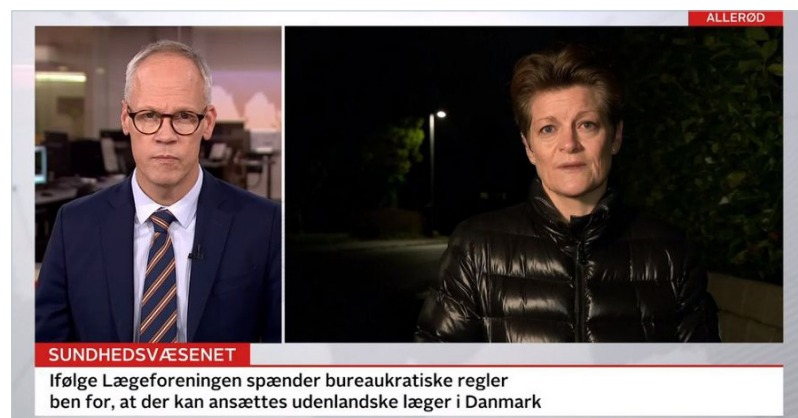 ALLERØD
SUNDHEDSVÆSENET
Ifølge Lægeforeningen spænder bureaukratiske regler
ben for, at der kan ansættes udenlandske læger i Danmark